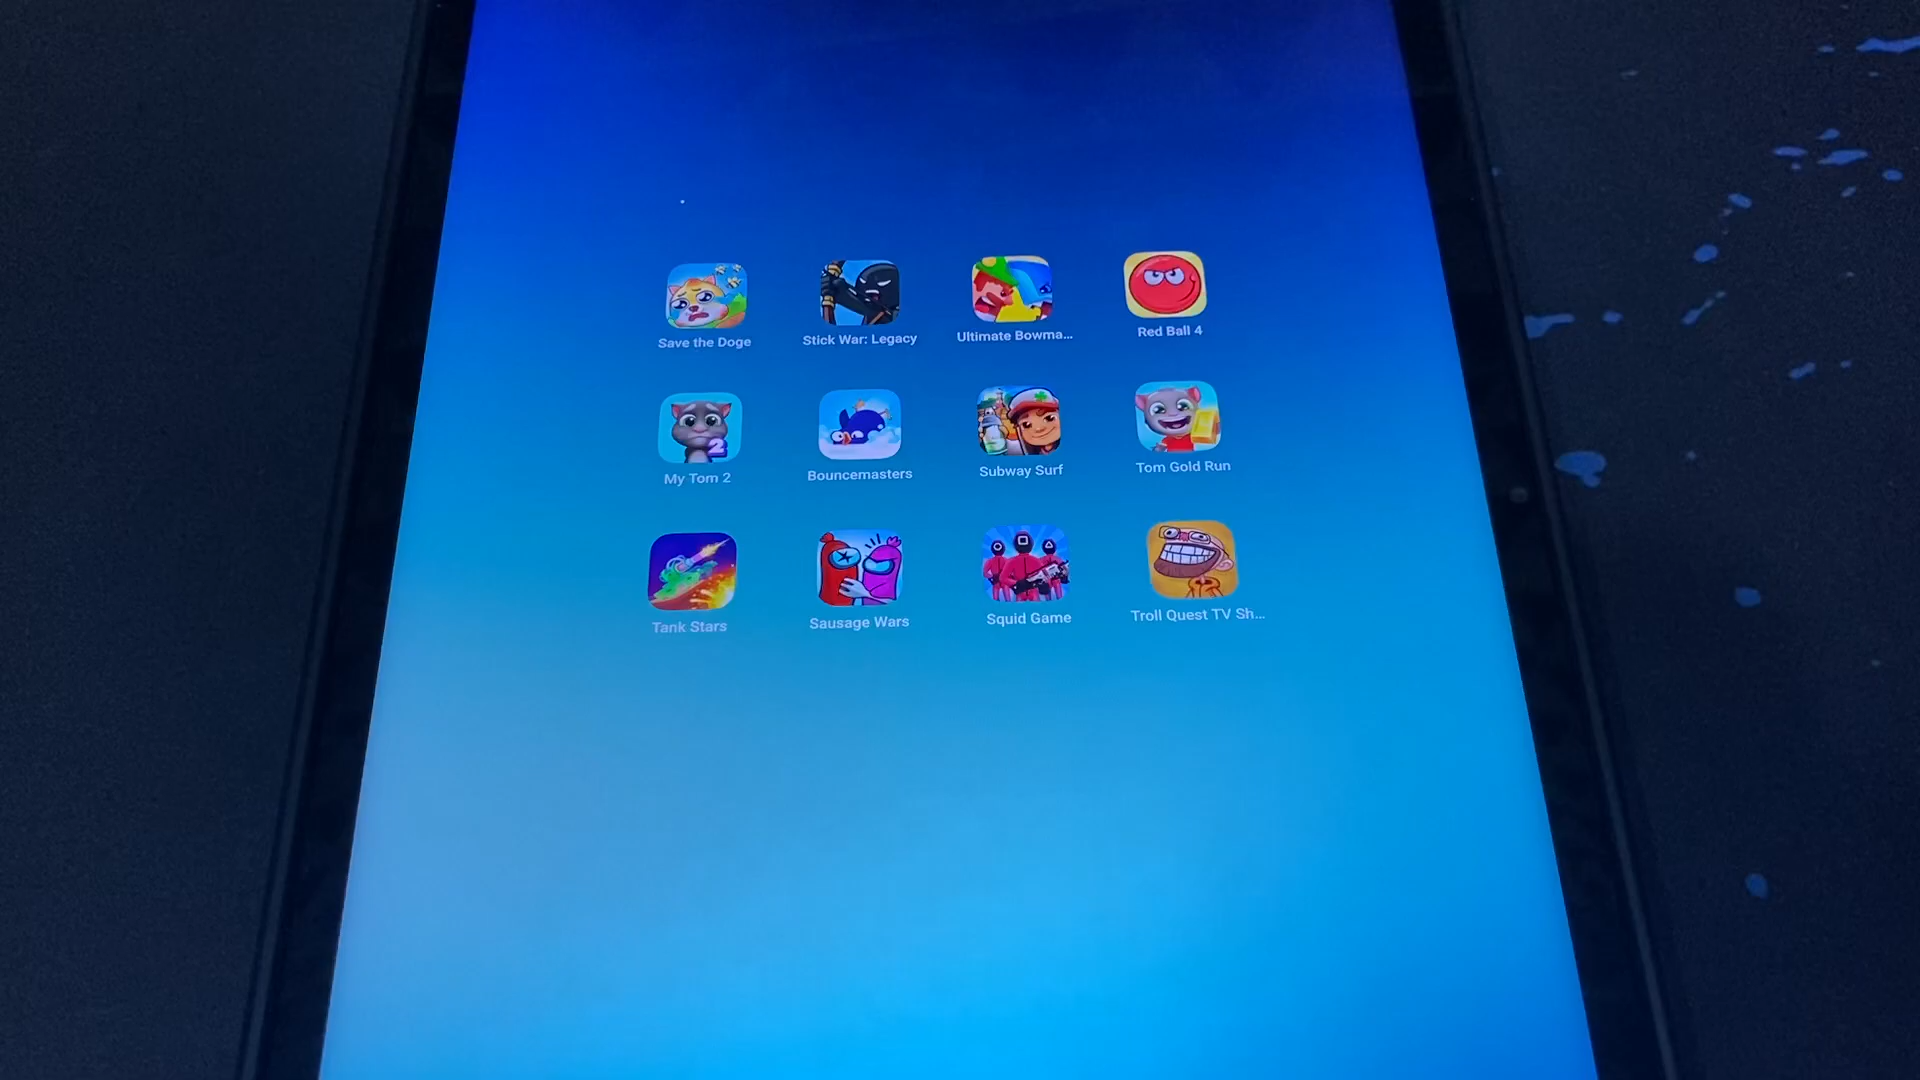 Save the Doge
Stick War: Legacy
Ultimate Bowma...
Red Ball 4
My Tom 2
Bouncemasters
Subway Surf
Tom Gold Run
Tank Stars
Sausage Wars
Squid Game
Troll Quest TV Sh...